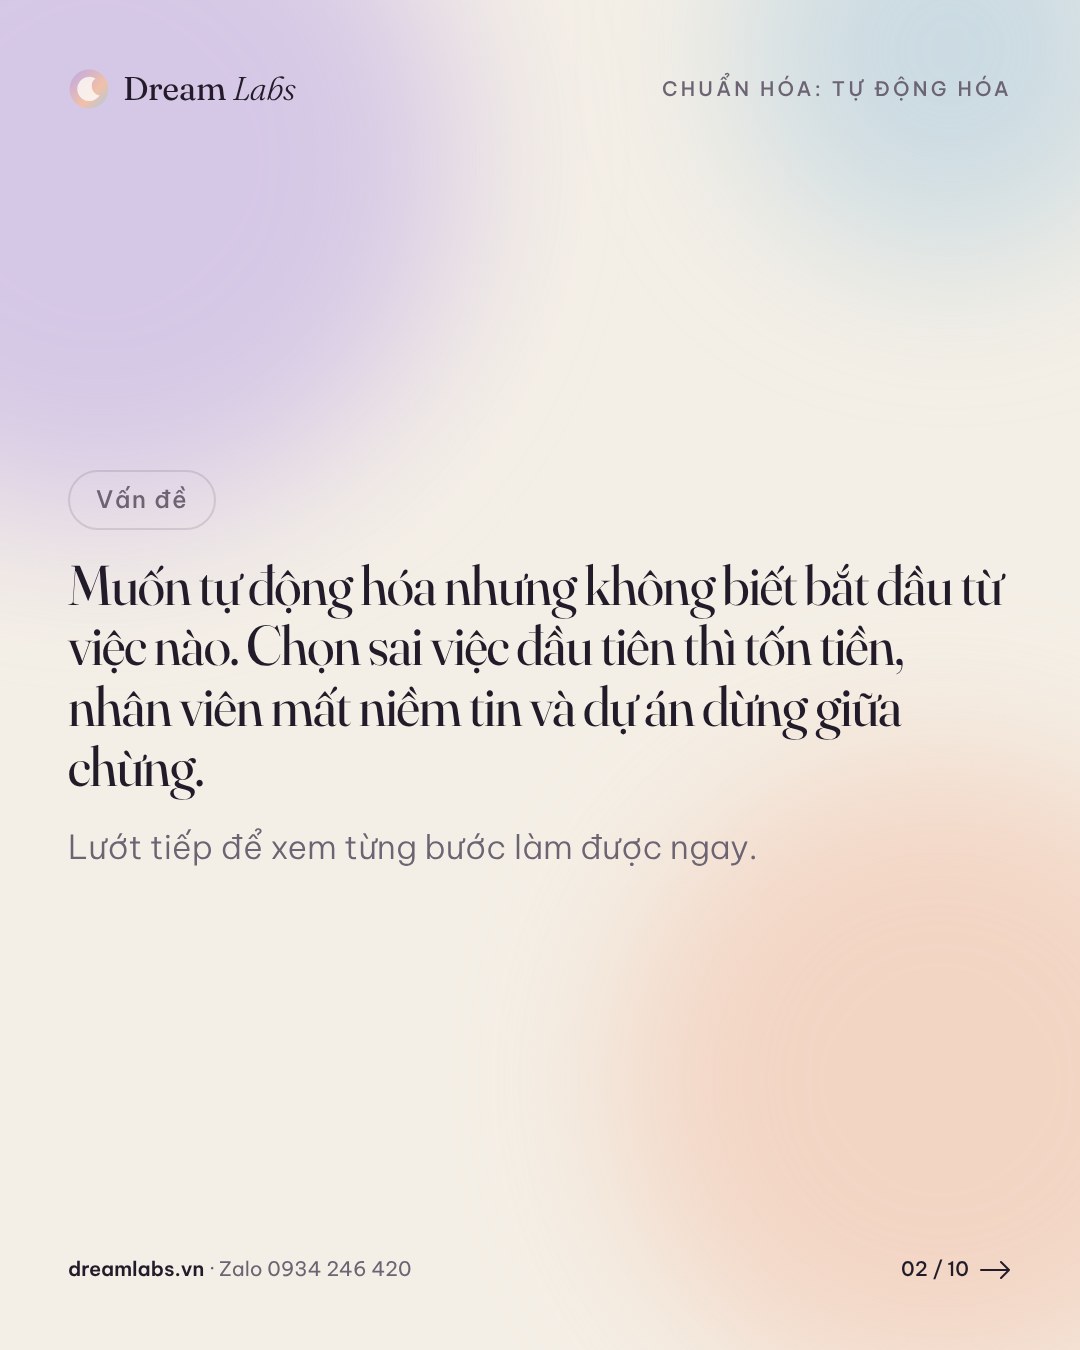 Dream Labs
CHUẨN HÓA: TỰ ĐỘNG HÓA
Vấn đề
Muốn tự động hóa nhưng không biết bắt đầu từ
việc nào. Chọn sai việc đầu tiên thì tốn tiền,
nhân viên mất niềm tin và dự án dừng giữa
chừng.
Lướt tiếp để xem từng bước làm được ngay.
dreamlabs.vn · Zalo 0934 246 420
02 / 10 →